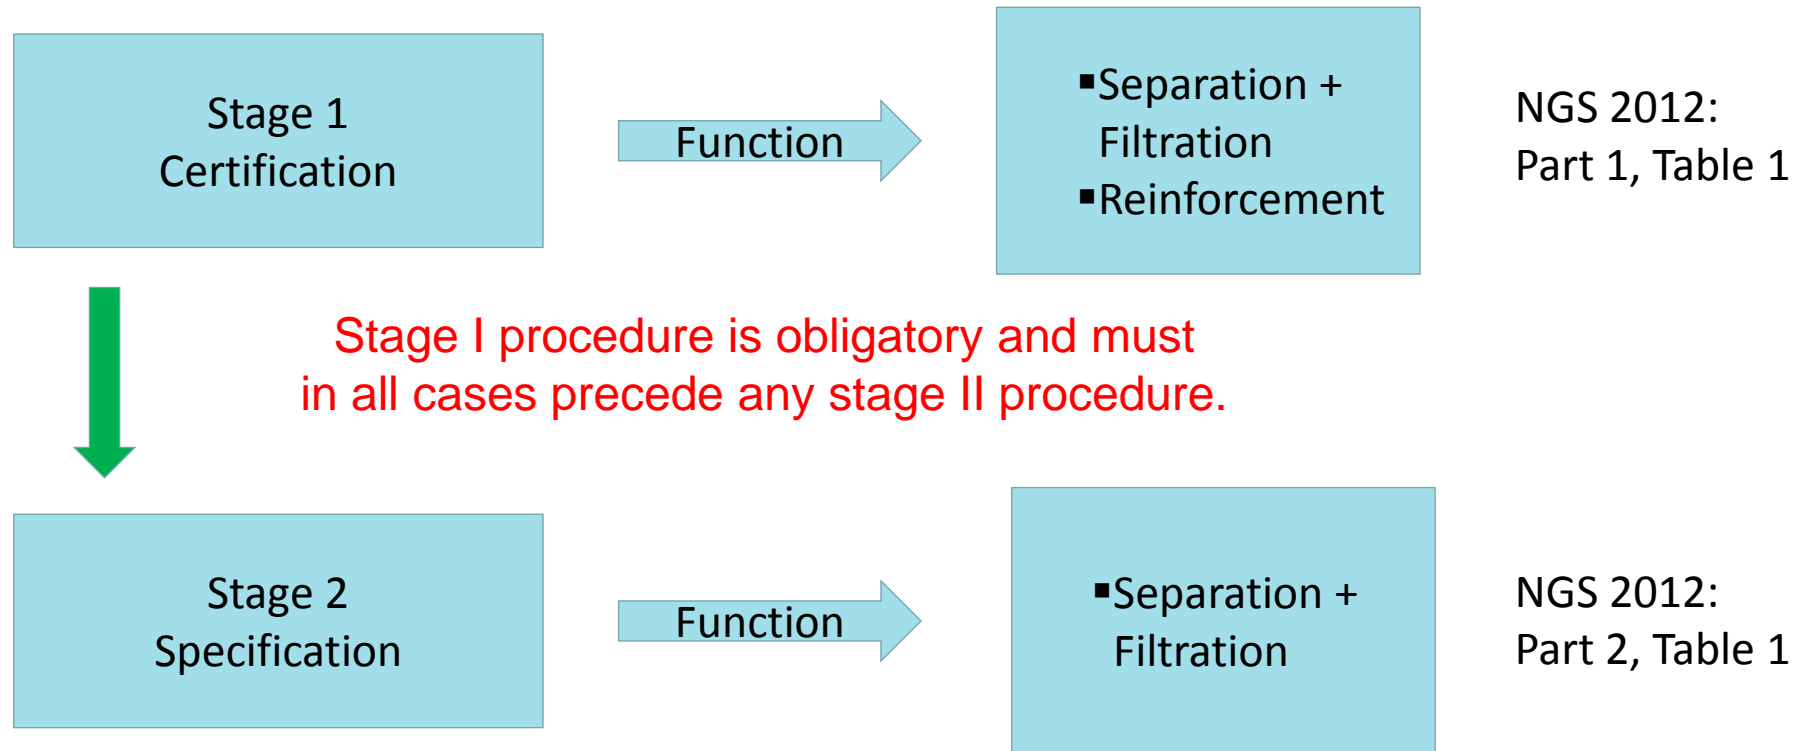 Stage 1
Certification
Function
▪Separation +
Filtration
▪Reinforcement
NGS 2012:
Part 1, Table 1
Stage I procedure is obligatory and must
in all cases precede any stage II procedure.
Stage 2
Specification
Function
▪Separation +
Filtration
NGS 2012:
Part 2, Table 1